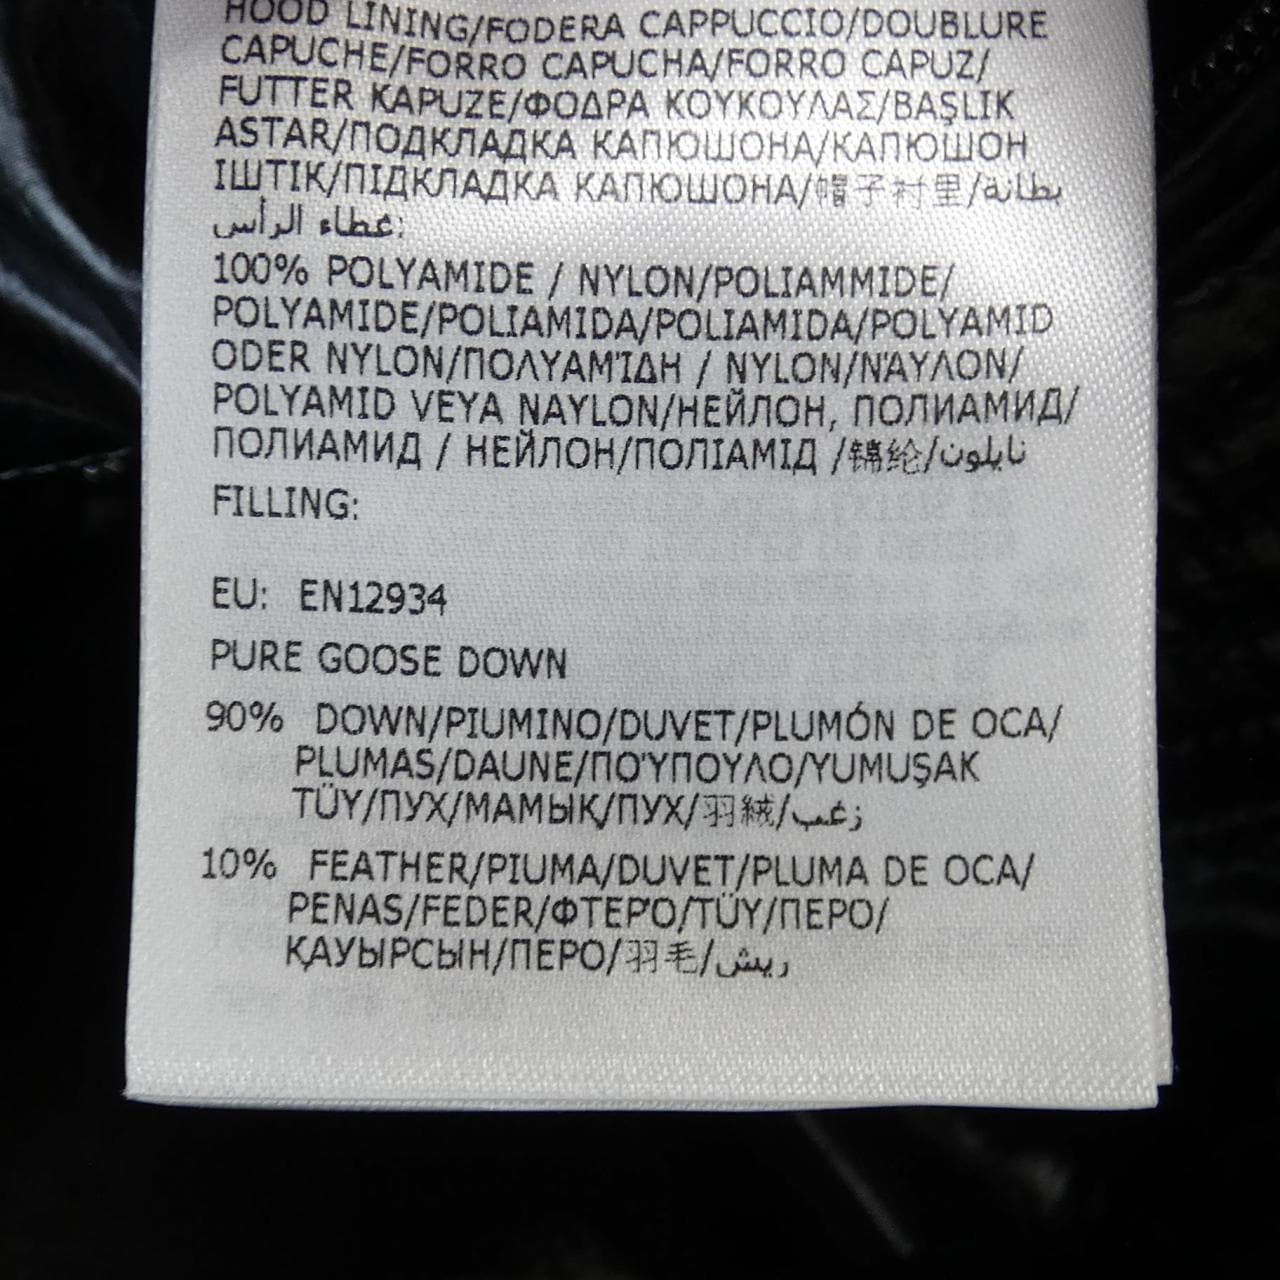 HOOD LINING/FODERA CAPPUCCIO/DOUBLURE
CAPUCHE/FORRO CAPUCHA/FORRO CAPUZ/
FUTTER KAPUZE/ΦΟΔΡΑ ΚΟΥΚΟΥΛΑΣ/BAŞLIK
ASTAR/ПОДКЛАДКА КАПЮШОНА/КАПЮШОН
ІШТІК/ПІДКЛАДКА КАПЮШОНА/帽子衬里/بطانة
غطاء الرأس:
100% POLYAMIDE / NYLON/POLIAMMIDE/
POLYAMIDE/POLIAMIDA/POLIAMIDA/POLYAMID
ODER NYLON/ΠΟΛΥΑΜΊΔΗ / NYLON/ΝΆΥΛΟΝ/
POLYAMID VEYA NAYLON/НЕЙЛОН, ПОЛИАМИД/
ПОЛИАМИД / НЕЙЛОН/ПОЛІАМІД /锦纶/نايلون
FILLING:
EU: EN12934
PURE GOOSE DOWN
90% DOWN/PIUMINO/DUVET/PLUMÓN DE OCA/
PLUMAS/DAUNE/ΠΟΎΠΟΥΛΟ/YUMUŞAK
TÜY/ПУХ/МАМЫҚ/ПУХ/羽絨/زغب
10% FEATHER/PIUMA/DUVET/PLUMA DE OCA/
PENAS/FEDER/ΦΤΕΡΌ/TÜY/ПЕРО/
ҚАУЫРСЫН/ПЕРО/羽毛/ريش